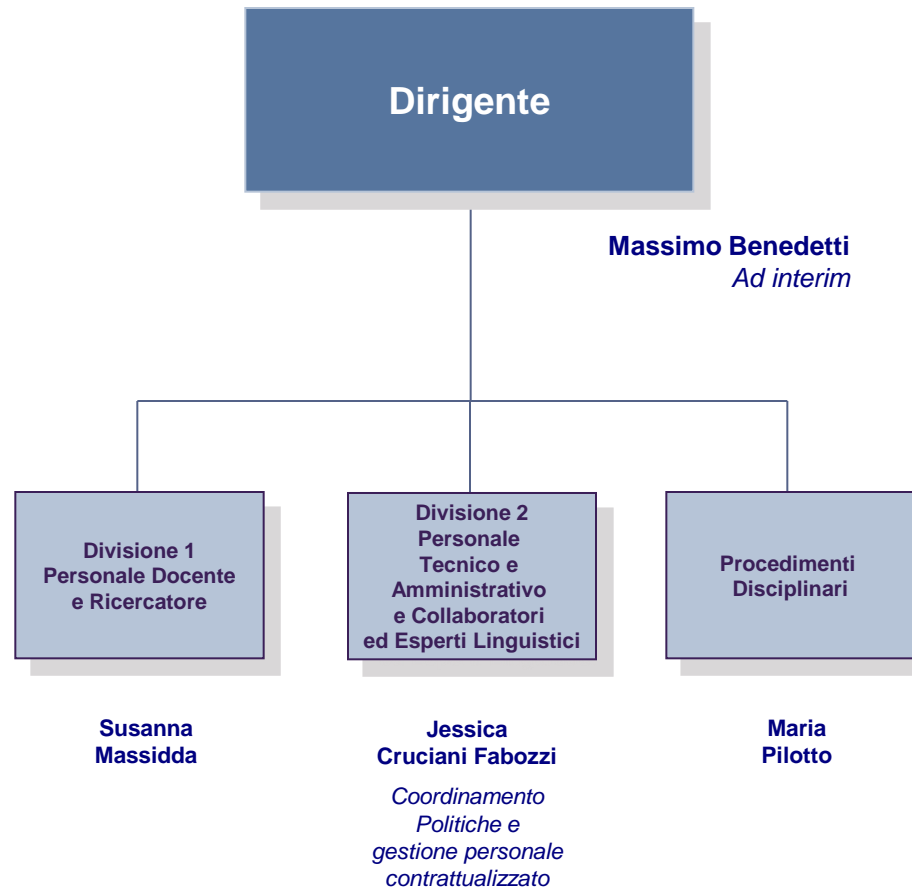 Dirigente
Massimo Benedetti
Ad interim
Divisione 1
Personale Docente
e Ricercatore
Divisione 2
Personale
Tecnico e
Amministrativo
e Collaboratori
ed Esperti Linguistici
Procedimenti
Disciplinari
Susanna
Massidda
Jessica
Cruciani Fabozzi
Coordinamento
Politiche e
gestione personale
contrattualizzato
Maria
Pilotto